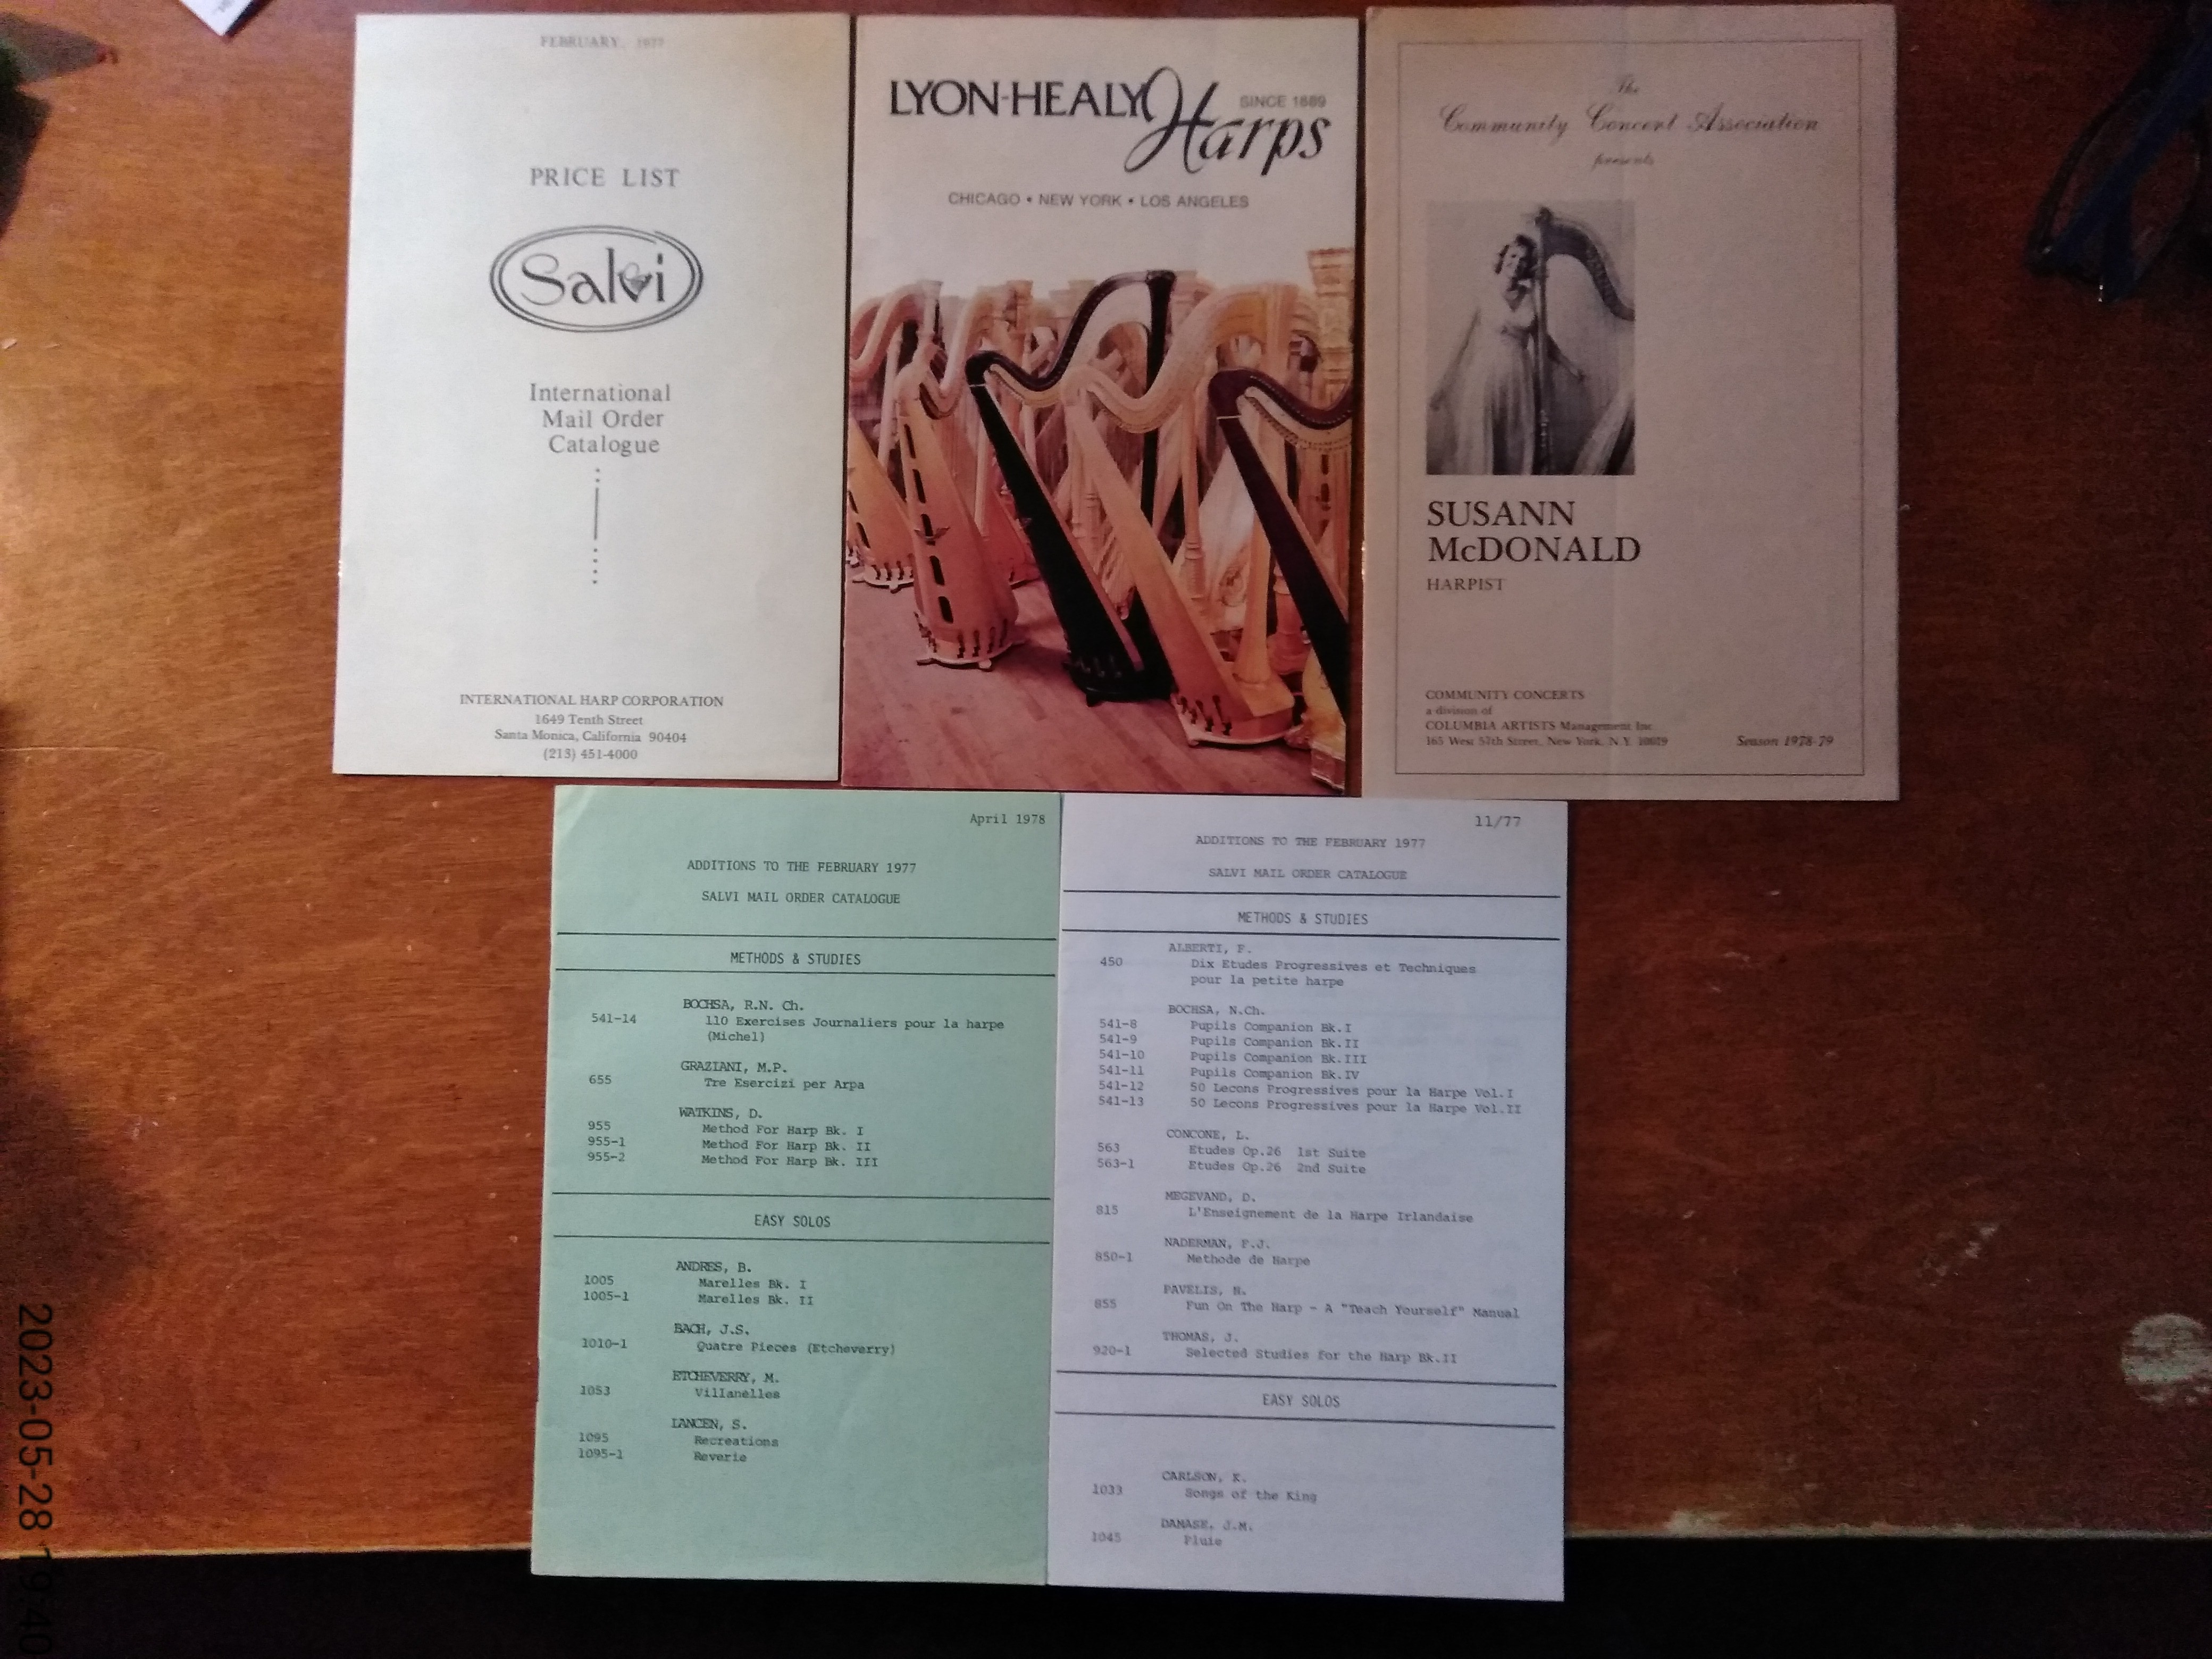 FEBRUARY, 1977
PRICE LIST
Salvi
International
Mail Order
Catalogue
INTERNATIONAL HARP CORPORATION
1649 Tenth Street
Santa Monica, California 90404
(213) 451-4000
LYON-HEALY Harps
SINCE 1889
CHICAGO • NEW YORK • LOS ANGELES
The
Community Concert Association
presents
SUSANN
McDONALD
HARPIST
COMMUNITY CONCERTS
a division of
COLUMBIA ARTISTS Management Inc
165 West 57th Street, New York, N.Y. 10019
Season 1978-79
April 1978
ADDITIONS TO THE FEBRUARY 1977
SALVI MAIL ORDER CATALOGUE
METHODS & STUDIES
BOCHSA, R.N. Ch.
541-14 110 Exercises Journaliers pour la harpe
(Michel)
GRAZIANI, M.P.
655 Tre Esercizi per Arpa
WATKINS, D.
955 Method For Harp Bk. I
955-1 Method For Harp Bk. II
955-2 Method For Harp Bk. III
EASY SOLOS
ANDRES, B.
1005 Marelles Bk. I
1005-1 Marelles Bk. II
BACH, J.S.
1010-1 Quatre Pieces (Etcheverry)
ETCHEVERRY, M.
1053 Villanelles
LANCEN, S.
1095 Recreations
1095-1 Reverie
11/77
ADDITIONS TO THE FEBRUARY 1977
SALVI MAIL ORDER CATALOGUE
METHODS & STUDIES
ALBERTI, F.
450 Dix Etudes Progressives et Techniques
pour la petite harpe
BOCHSA, N.Ch.
541-8 Pupils Companion Bk.I
541-9 Pupils Companion Bk.II
541-10 Pupils Companion Bk.III
541-11 Pupils Companion Bk.IV
541-12 50 Lecons Progressives pour la Harpe Vol.I
541-13 50 Lecons Progressives pour la Harpe Vol.II
CONCONE, L.
563 Etudes Op.26 1st Suite
563-1 Etudes Op.26 2nd Suite
MEGEVAND, D.
815 L'Enseignement de la Harpe Irlandaise
NADERMAN, F.J.
850-1 Methode de Harpe
PAVELIS, N.
855 Fun On The Harp - A "Teach Yourself" Manual
THOMAS, J.
920-1 Selected Studies for the Harp Bk.II
EASY SOLOS
CARLSON, K.
1033 Songs of the King
DAMASE, J.M.
1045 Pluie
2023-05-28 19:40